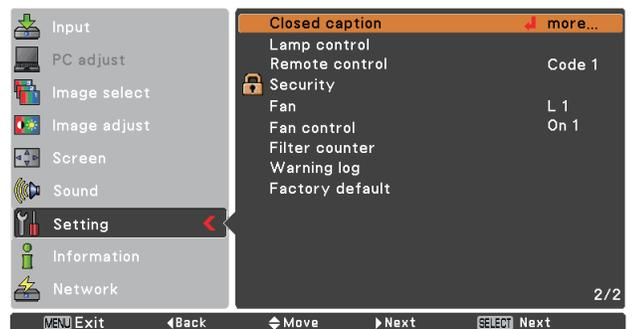 Input
PC adjust
Image select
Image adjust
Screen
Sound
Setting
Information
Network
Closed caption more...
Lamp control
Remote control Code 1
Security
Fan L 1
Fan control On 1
Filter counter
Warning log
Factory default
2/2
MENU Exit Back Move Next SELECT Next